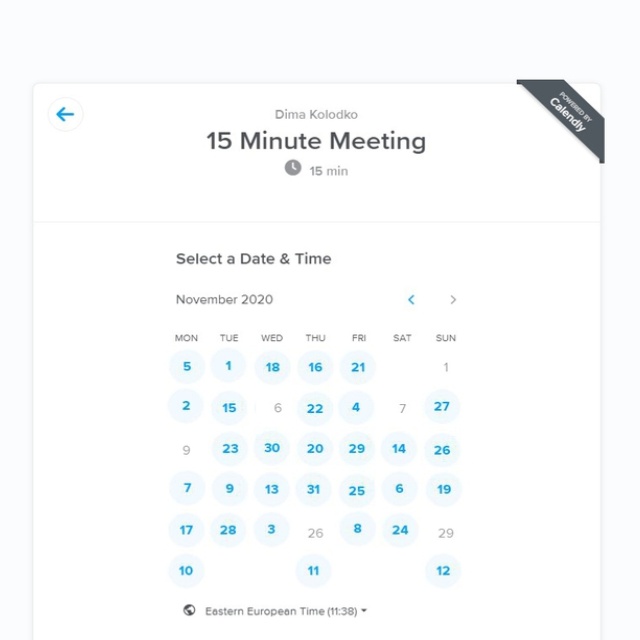 POWERED BY
Calendly
Dima Kolodko
15 Minute Meeting
15 min
Select a Date & Time
November 2020
MON TUE WED THU FRI SAT SUN
5 1 18 16 21 1
2 15 6 22 4 7 27
9 23 30 20 29 14 26
7 9 13 31 25 6 19
17 28 3 26 8 24 29
10 11 12
Eastern European Time (11:38)